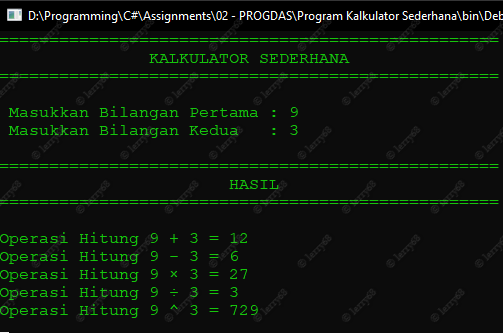 D:\Programming\C#\Assignments\02 - PROGDAS\Program Kalkulator Sederhana\bin\Deb
==================================================
KALKULATOR SEDERHANA
==================================================
Masukkan Bilangan Pertama : 9
Masukkan Bilangan Kedua   : 3
==================================================
HASIL
==================================================
Operasi Hitung 9 + 3 = 12
Operasi Hitung 9 - 3 = 6
Operasi Hitung 9 × 3 = 27
Operasi Hitung 9 ÷ 3 = 3
Operasi Hitung 9 ^ 3 = 729